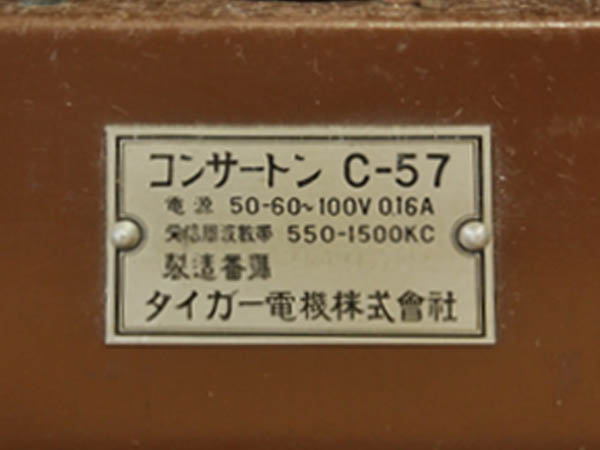 コンサートン C-57
電源 50-60~100V 0.16A
受信周波数帯 550-1500KC
製造番號
タイガー電機株式會社